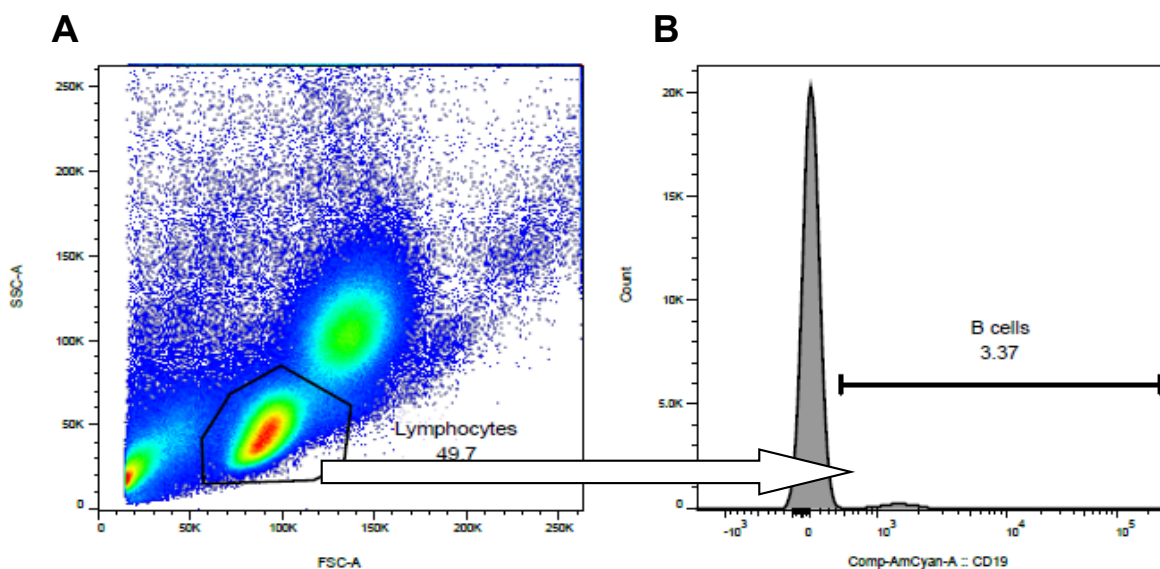 A
B
250K
200K
150K
100K
50K
0
SSC-A
0
50K
100K
150K
200K
250K
FSC-A
Lymphocytes
49.7
20K
15K
10K
5.0K
0
Count
B cells
3.37
-10³
0
10³
10⁴
10⁵
Comp-AmCyan-A :: CD19